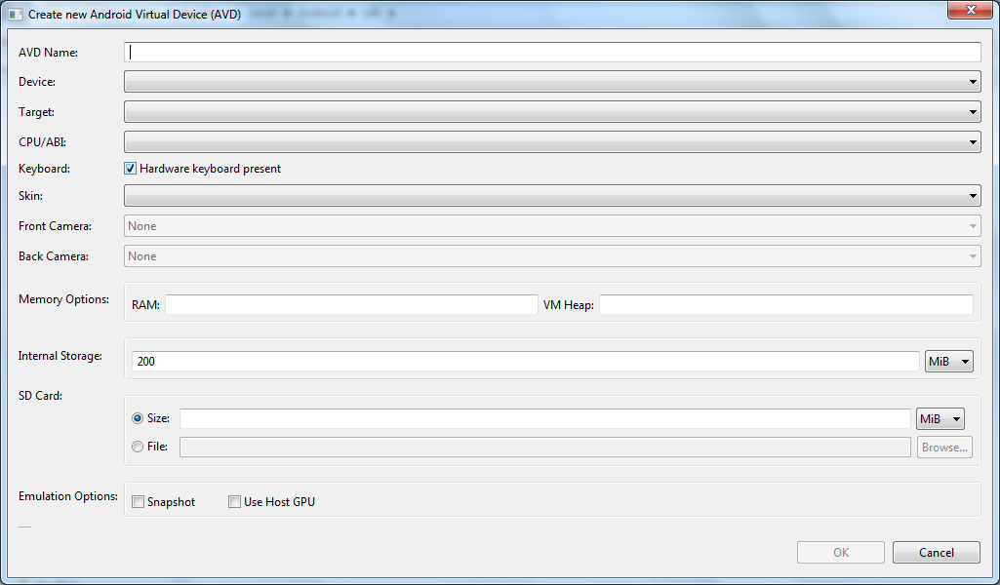 Create new Android Virtual Device (AVD)
AVD Name:
Device:
Target:
CPU/ABI:
Keyboard: Hardware keyboard present
Skin:
Front Camera: None
Back Camera: None
Memory Options: RAM: VM Heap:
Internal Storage: 200 MiB
SD Card:
Size: MiB
File: Browse...
Emulation Options: Snapshot Use Host GPU
OK Cancel